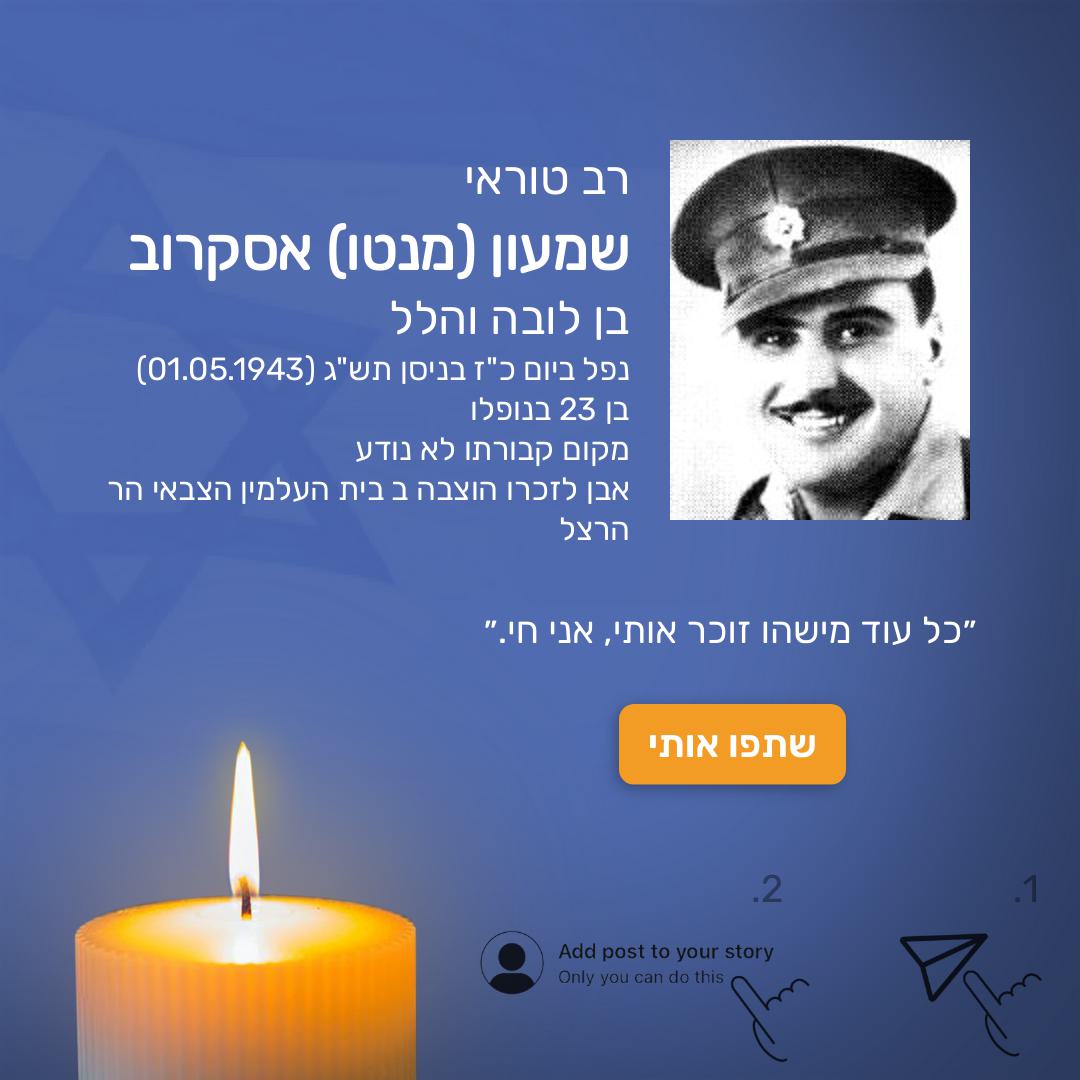 רב טוראי
שמעון (מנטו) אסקרוב
בן לובה והלל
נפל ביום כ"ז בניסן תש"ג (01.05.1943)
בן 23 בנופלו
מקום קבורתו לא נודע
אבן לזכרו הוצבה ב בית העלמין הצבאי הר
הרצל
״כל עוד מישהו זוכר אותי, אני חי.״
שתפו אותי
.1
.2
Add post to your story
Only you can do this